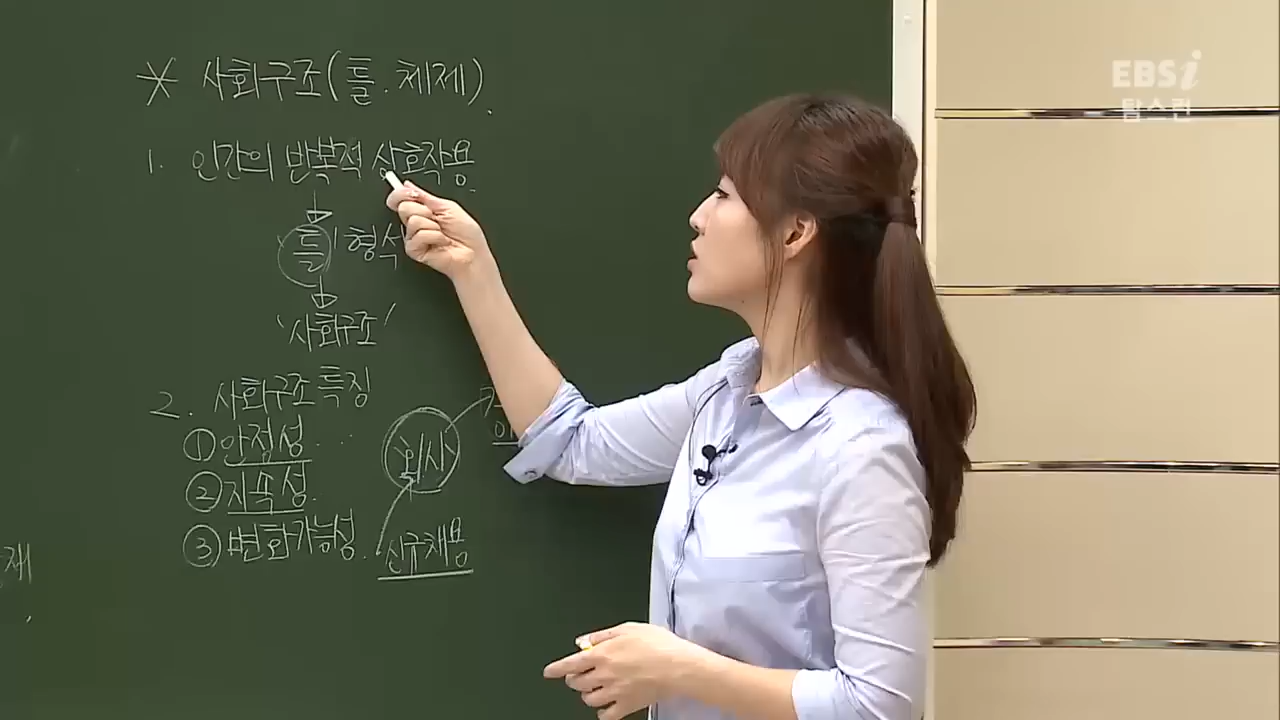 * 사회구조(틀.체제).
1. 인간의 반복적 상호작용.
틀 형식
'사회구조'
2. 사회구조 특징
① 안정성...
② 지속성.
③ 변화가능성.
회사
신규채용
EBSi
탐스런